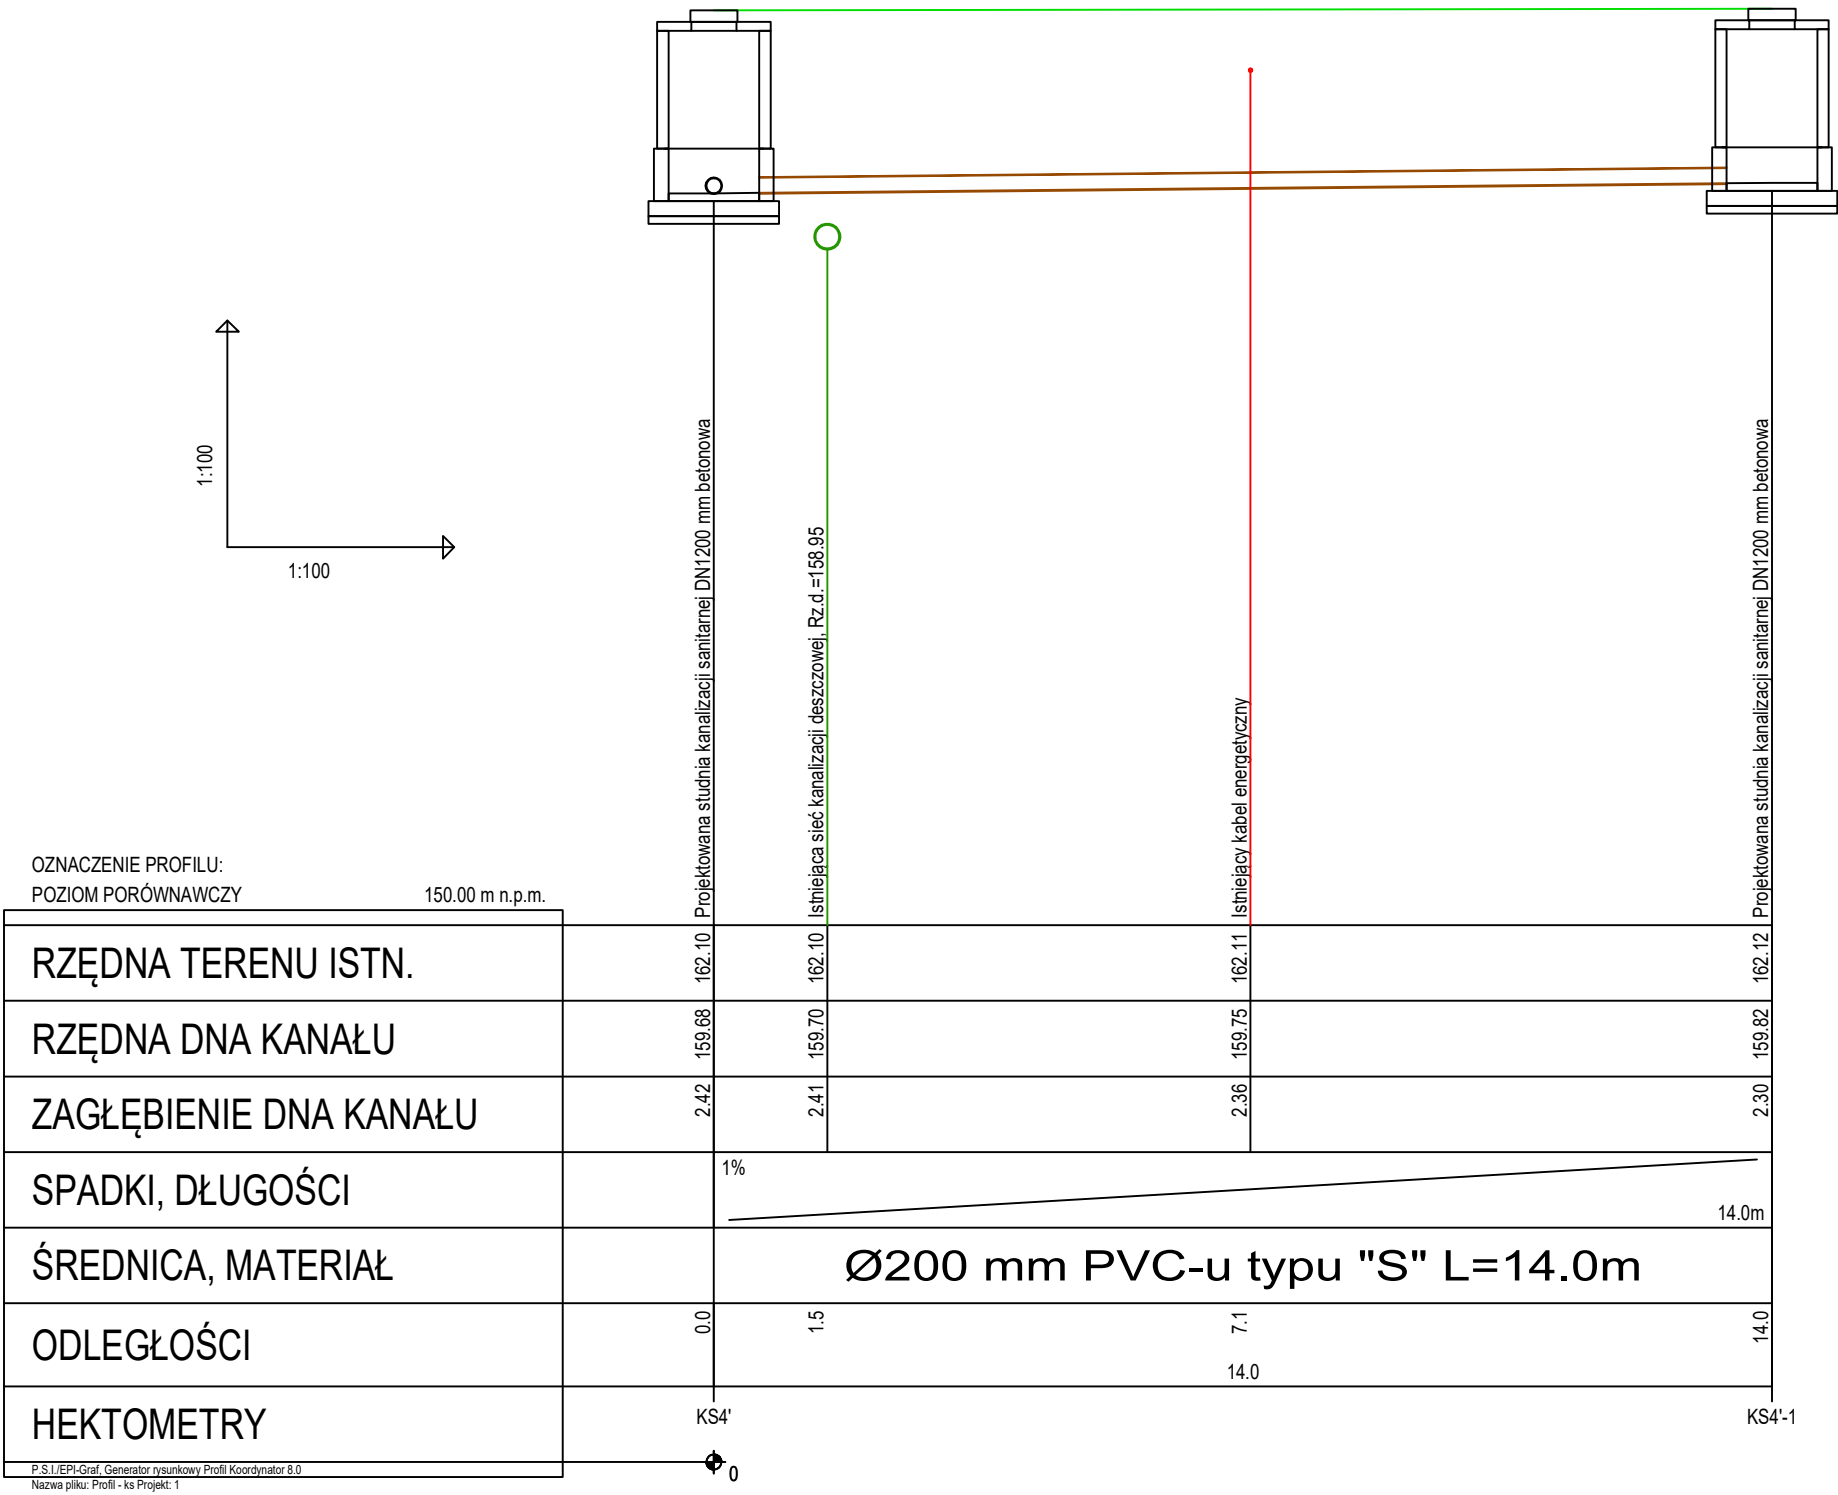 1:100
1:100
Projektowana studnia kanalizacji sanitarnej DN1200 mm betonowa
Istniejąca sieć kanalizacji deszczowej, Rz.d.=158.95
Istniejący kabel energetyczny
Projektowana studnia kanalizacji sanitarnej DN1200 mm betonowa
OZNACZENIE PROFILU:
POZIOM PORÓWNAWCZY 150.00 m n.p.m.
RZĘDNA TERENU ISTN. 162.10 162.10 162.11 162.12
RZĘDNA DNA KANAŁU 159.68 159.70 159.75 159.82
ZAGŁĘBIENIE DNA KANAŁU 2.42 2.41 2.36 2.30
SPADKI, DŁUGOŚCI 1% 14.0m
ŚREDNICA, MATERIAŁ Ø200 mm PVC-u typu "S" L=14.0m
ODLEGŁOŚCI 0.0 1.5 7.1 14.0
14.0
HEKTOMETRY KS4' KS4'-1
0
P.S.I./EPI-Graf, Generator rysunkowy Profil Koordynator 8.0
Nazwa pliku: Profil - ks Projekt: 1